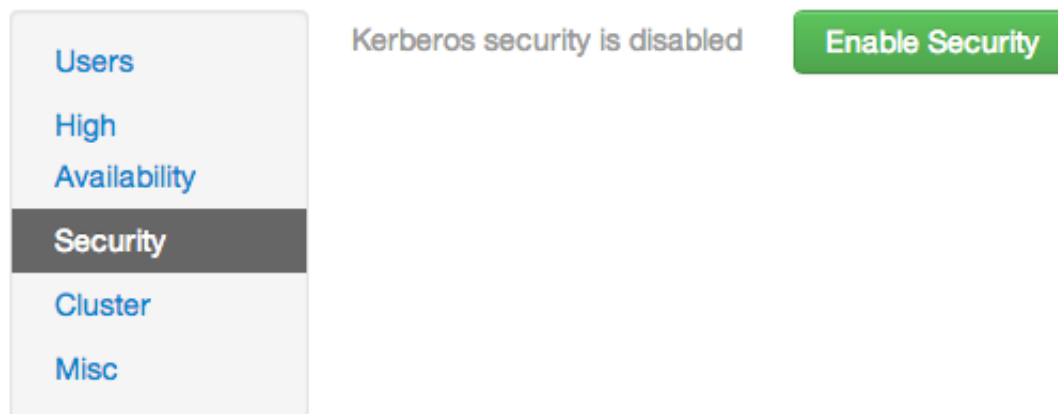 Users
High
Availability
Security
Cluster
Misc
Kerberos security is disabled
Enable Security